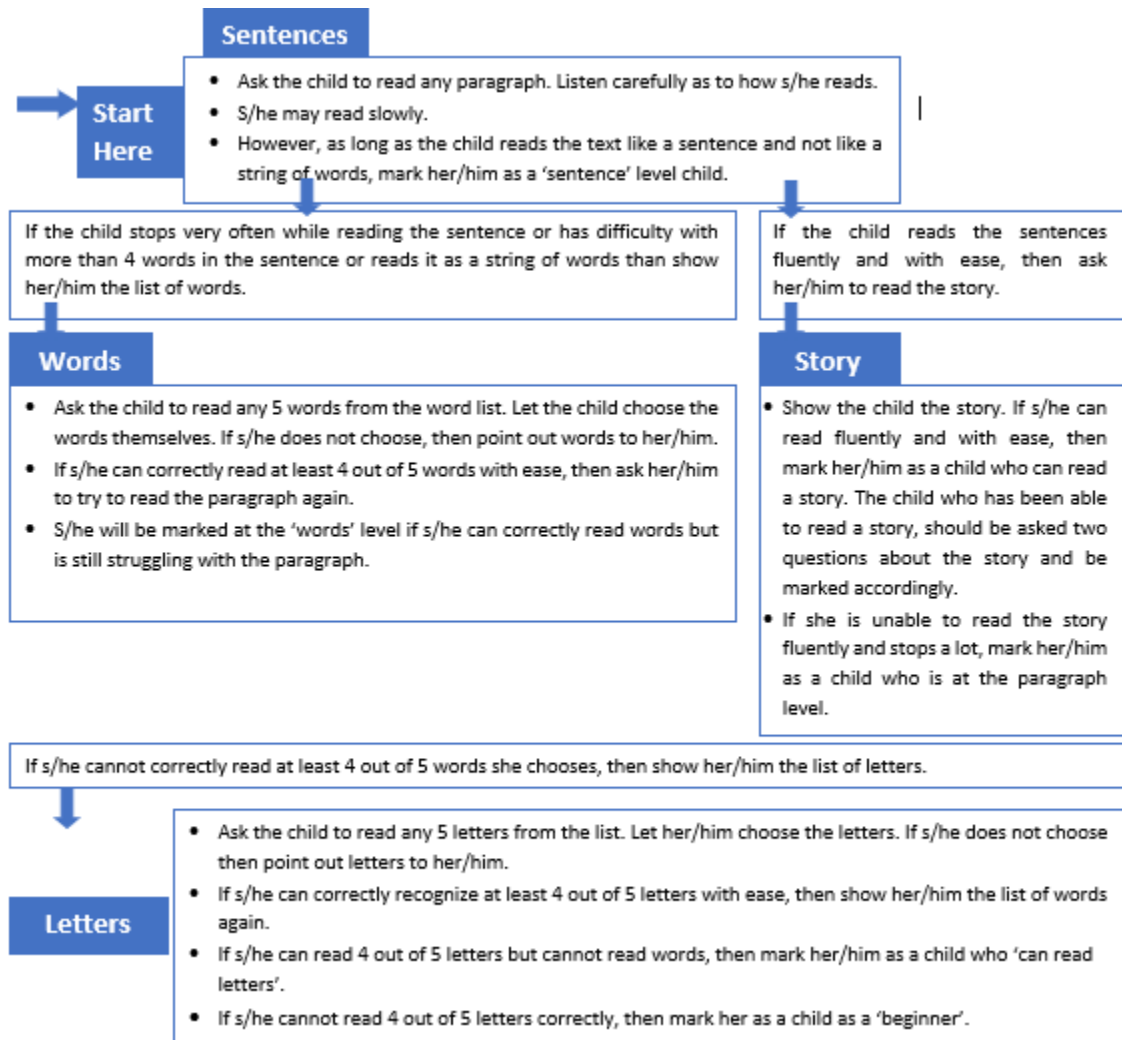 Sentences
Start
Here
• Ask the child to read any paragraph. Listen carefully as to how s/he reads.
• S/he may read slowly.
• However, as long as the child reads the text like a sentence and not like a
string of words, mark her/him as a ‘sentence’ level child.
If the child stops very often while reading the sentence or has difficulty with
more than 4 words in the sentence or reads it as a string of words than show
her/him the list of words.
If the child reads the sentences
fluently and with ease, then ask
her/him to read the story.
Words
• Ask the child to read any 5 words from the word list. Let the child choose the
words themselves. If s/he does not choose, then point out words to her/him.
• If s/he can correctly read at least 4 out of 5 words with ease, then ask her/him
to try to read the paragraph again.
• S/he will be marked at the ‘words’ level if s/he can correctly read words but
is still struggling with the paragraph.
Story
• Show the child the story. If s/he can
read fluently and with ease, then
mark her/him as a child who can read
a story. The child who has been able
to read a story, should be asked two
questions about the story and be
marked accordingly.
• If she is unable to read the story
fluently and stops a lot, mark her/him
as a child who is at the paragraph
level.
If s/he cannot correctly read at least 4 out of 5 words she chooses, then show her/him the list of letters.
Letters
• Ask the child to read any 5 letters from the list. Let her/him choose the letters. If s/he does not choose
then point out letters to her/him.
• If s/he can correctly recognize at least 4 out of 5 letters with ease, then show her/him the list of words
again.
• If s/he can read 4 out of 5 letters but cannot read words, then mark her/him as a child who ‘can read
letters’.
• If s/he cannot read 4 out of 5 letters correctly, then mark her as a child as a ‘beginner’.